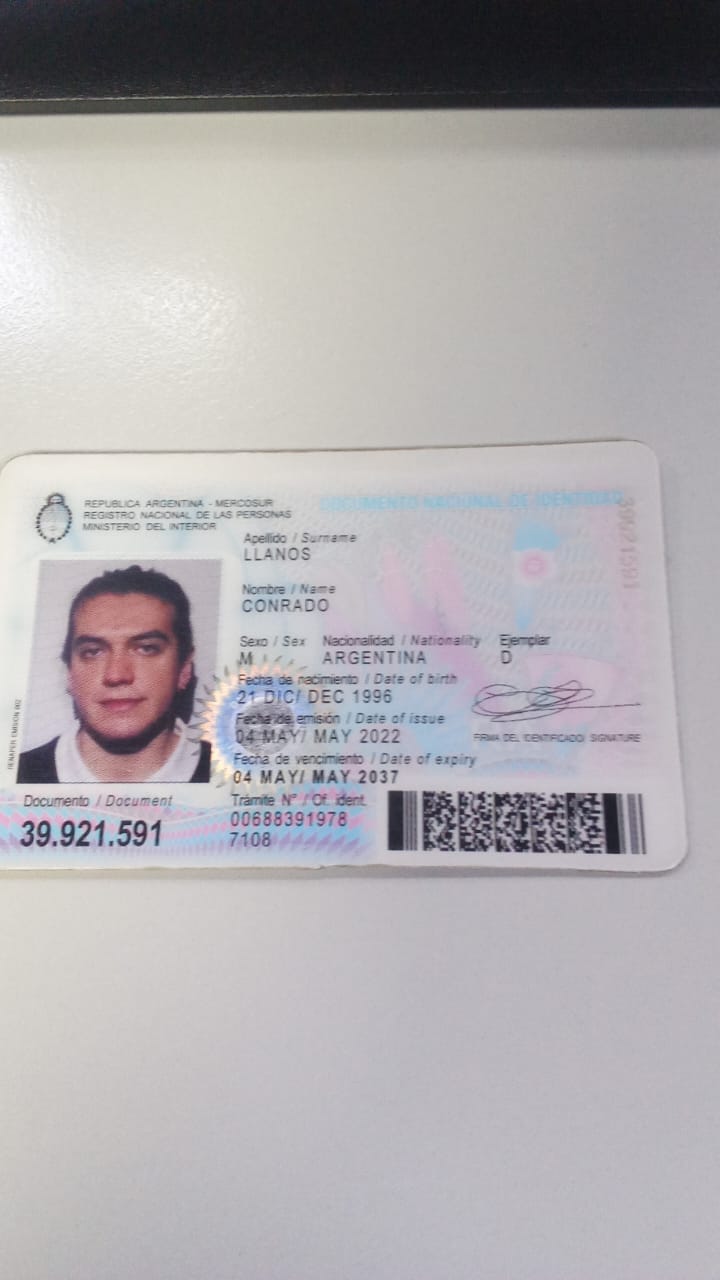 REPUBLICA ARGENTINA - MERCOSUR
REGISTRO NACIONAL DE LAS PERSONAS
MINISTERIO DEL INTERIOR
DOCUMENTO NACIONAL DE IDENTIDAD
Apellido / Surname
LLANOS
Nombre / Name
CONRADO
Sexo / Sex Nacionalidad / Nationality Ejemplar
M ARGENTINA D
Fecha de nacimiento / Date of birth
21 DIC/ DEC 1996
Fecha de emisión / Date of issue
04 MAY/ MAY 2022
FIRMA DEL IDENTIFICADO/ SIGNATURE
Fecha de vencimiento / Date of expiry
04 MAY/ MAY 2037
Documento / Document
39.921.591
Trámite N° / Of. ident.
00688391978
7108